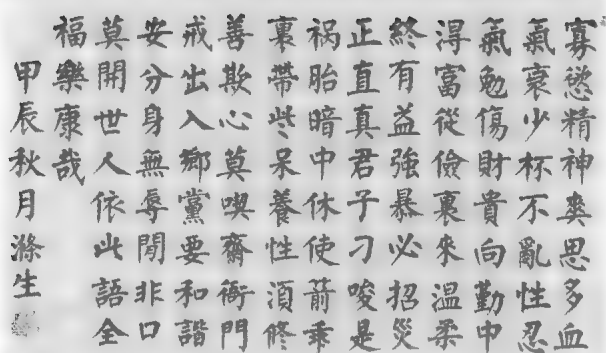 寡慾精神爽思多血
氣衰少杯不亂性忍
氣勉傷財貴向勤中
得富從儉裏來温柔
終有益強暴必招災
正直真君子刁唆是
禍胎暗中休使箭乖
裏帶些呆養性須修
善欺心莫喫齋衙門
戒出入鄉黨要和諧
安分身無辱閒非口
莫開世人依此語全
福樂康哉
甲辰秋月滌生